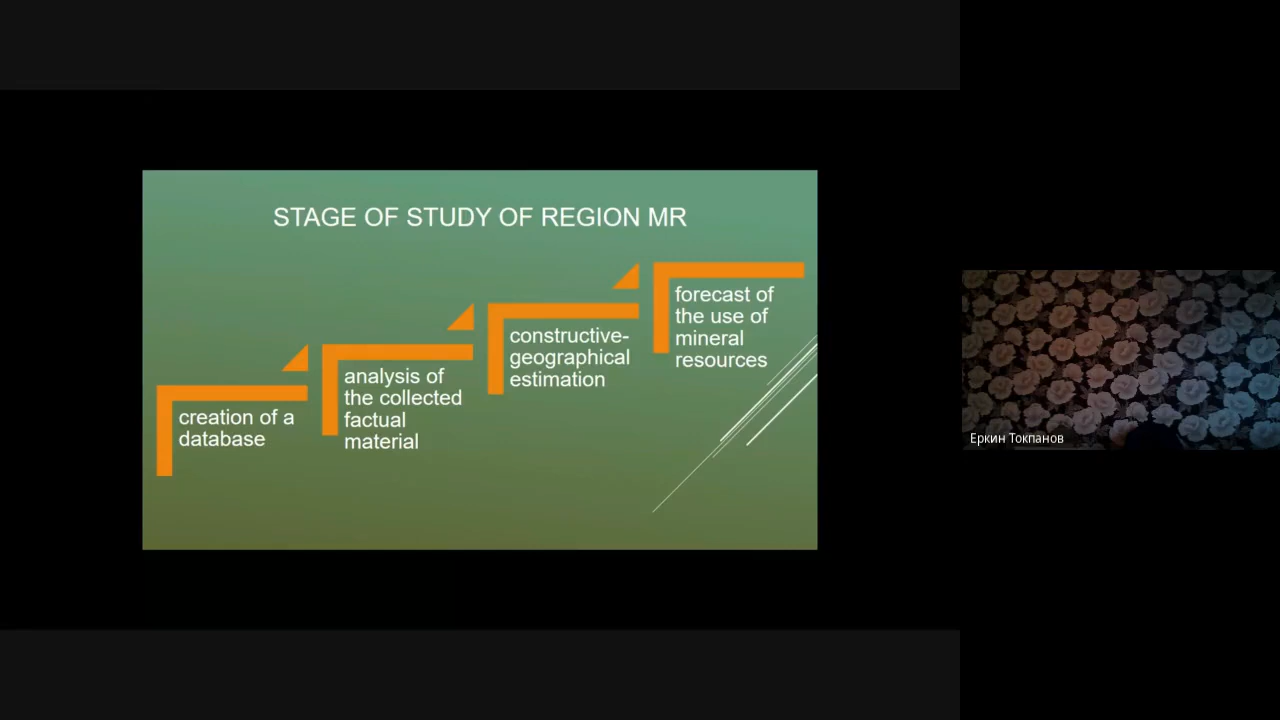 STAGE OF STUDY OF REGION MR
creation of a
database
analysis of
the collected
factual
material
constructive-
geographical
estimation
forecast of
the use of
mineral
resources
Еркин Токпанов